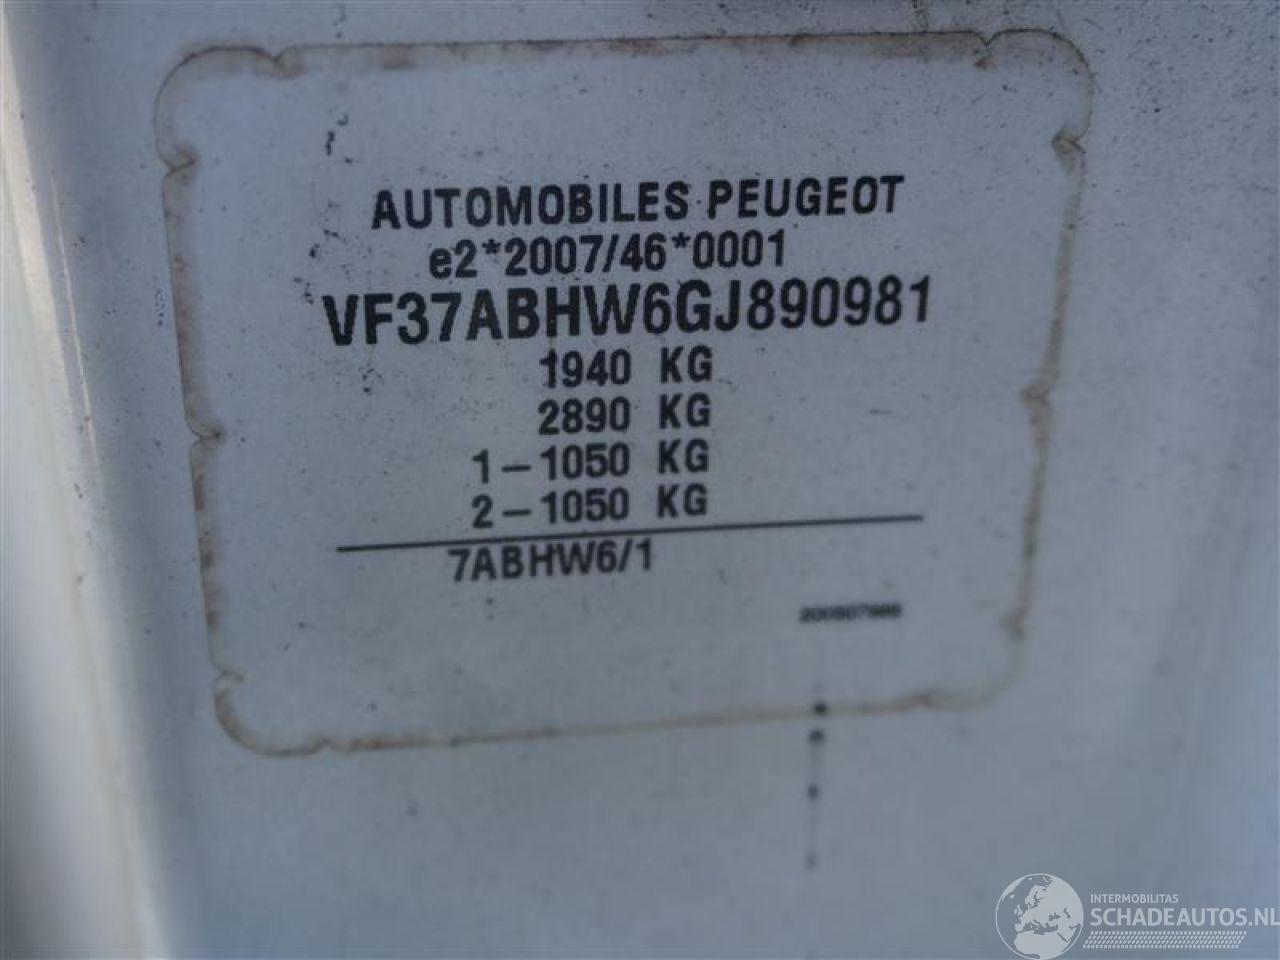 AUTOMOBILES PEUGEOT
e2*2007/46*0001
VF37ABHW6GJ890981
1940 KG
2890 KG
1-1050 KG
2-1050 KG
7ABHW6/1
INTERMOBILITAS
SCHADEAUTOS.NL